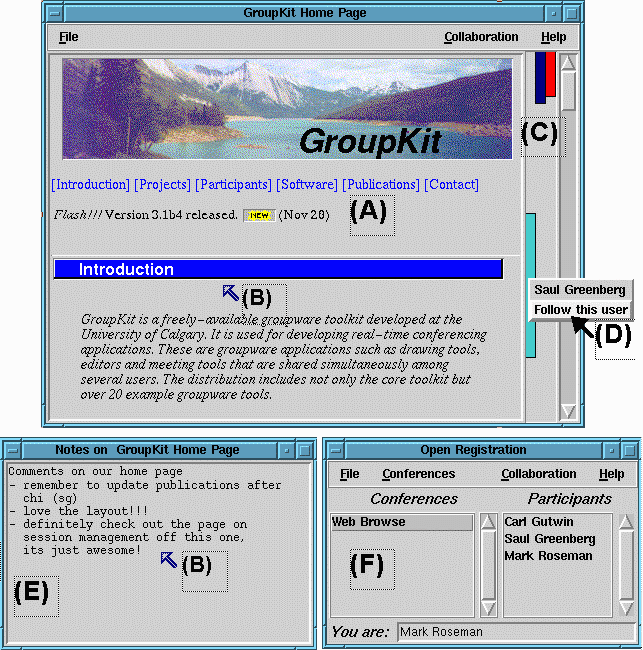 GroupKit Home Page
File Collaboration Help
GroupKit
(C)
[Introduction] [Projects] [Participants] [Software] [Publications] [Contact]
Flash!!! Version 3.1b4 released. NEW (Nov 28)
(A)
Introduction
(B)
Saul Greenberg
Follow this user
(D)
GroupKit is a freely-available groupware toolkit developed at the
University of Calgary. It is used for developing real-time conferencing
applications. These are groupware applications such as drawing tools,
editors and meeting tools that are shared simultaneously among
several users. The distribution includes not only the core toolkit but
over 20 example groupware tools.
Notes on GroupKit Home Page
Comments on our home page
- remember to update publications after
chi (sg)
- love the layout!!!
- definitely check out the page on
session management off this one,
its just awesome!
(B)
(E)
Open Registration
File Conferences Collaboration Help
Conferences Participants
Web Browse
Carl Gutwin
Saul Greenberg
Mark Roseman
(F)
You are: Mark Roseman